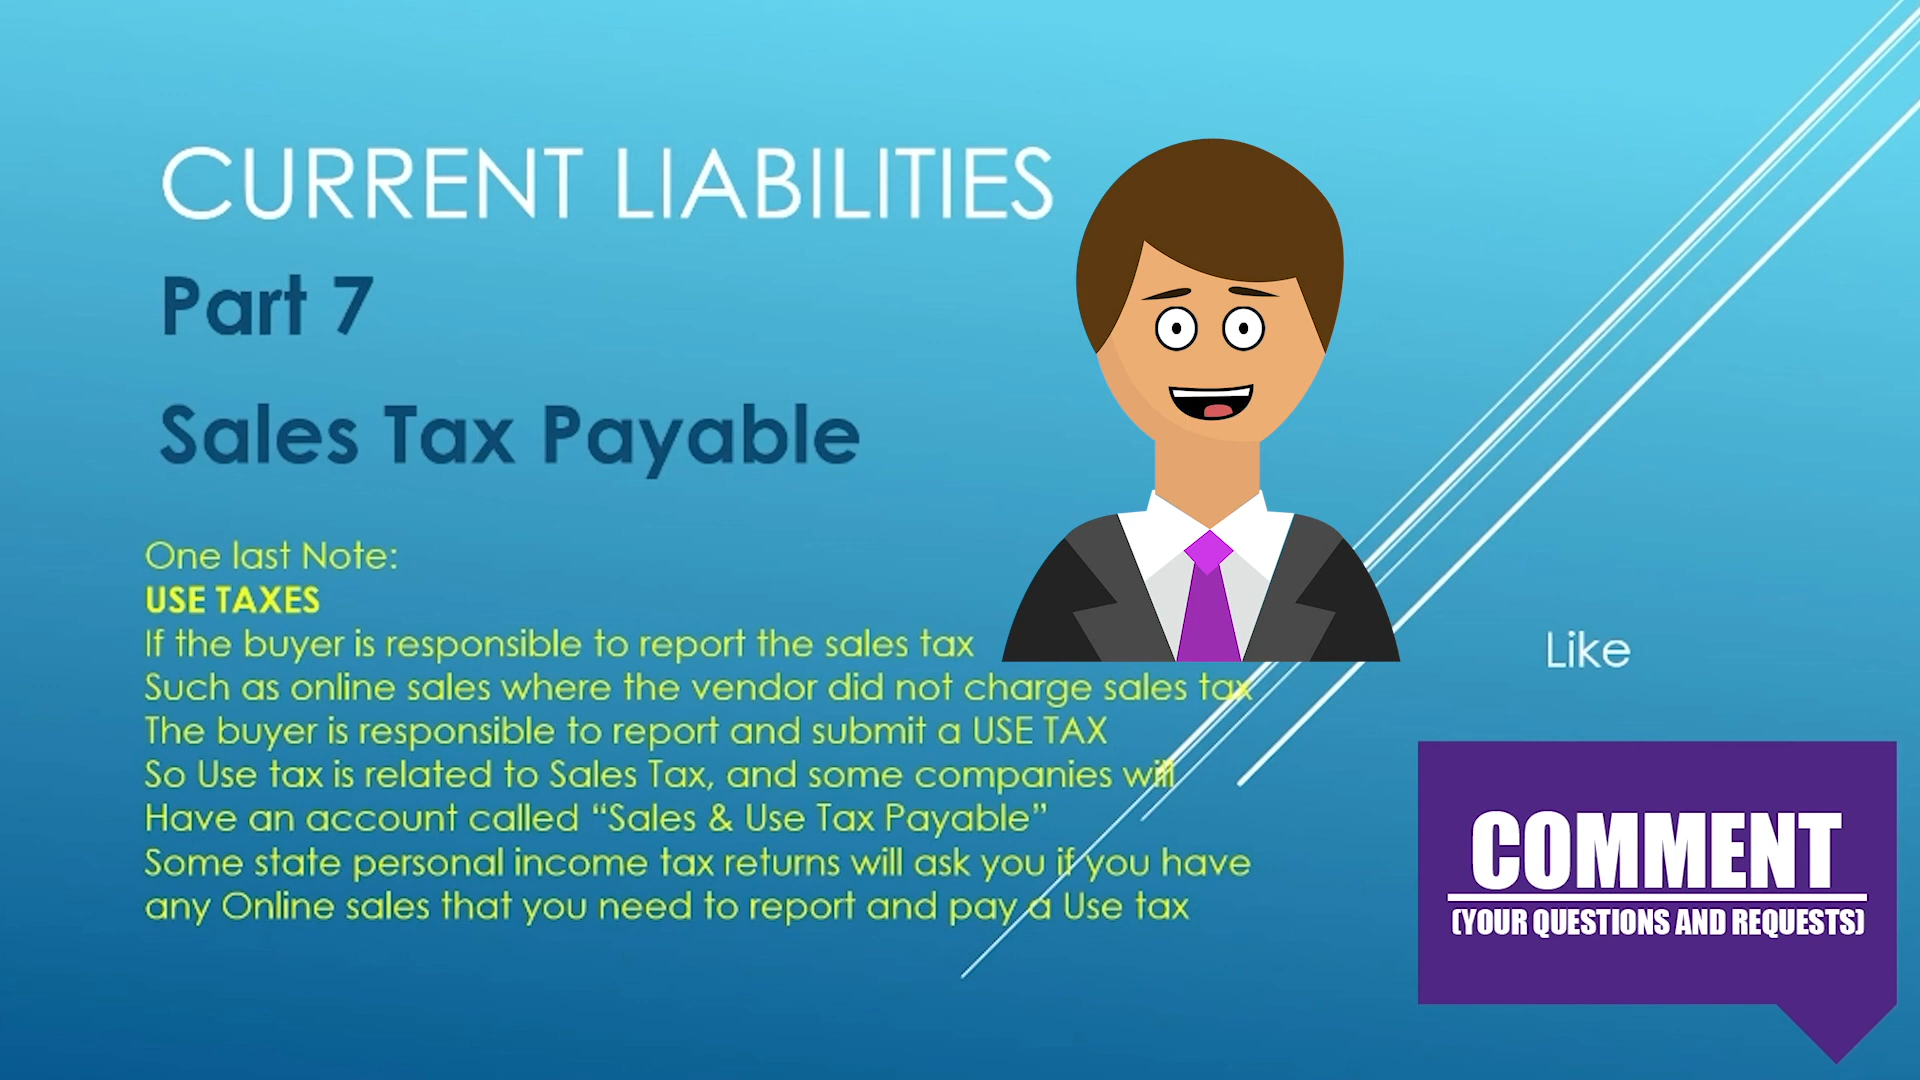 CURRENT LIABILITIES
Part 7
Sales Tax Payable
One last Note:
USE TAXES
If the buyer is responsible to report the sales tax
Such as online sales where the vendor did not charge sales tax
The buyer is responsible to report and submit a USE TAX
So Use tax is related to Sales Tax, and some companies will
Have an account called “Sales & Use Tax Payable”
Some state personal income tax returns will ask you if you have
any Online sales that you need to report and pay a Use tax
Like
COMMENT
(YOUR QUESTIONS AND REQUESTS)